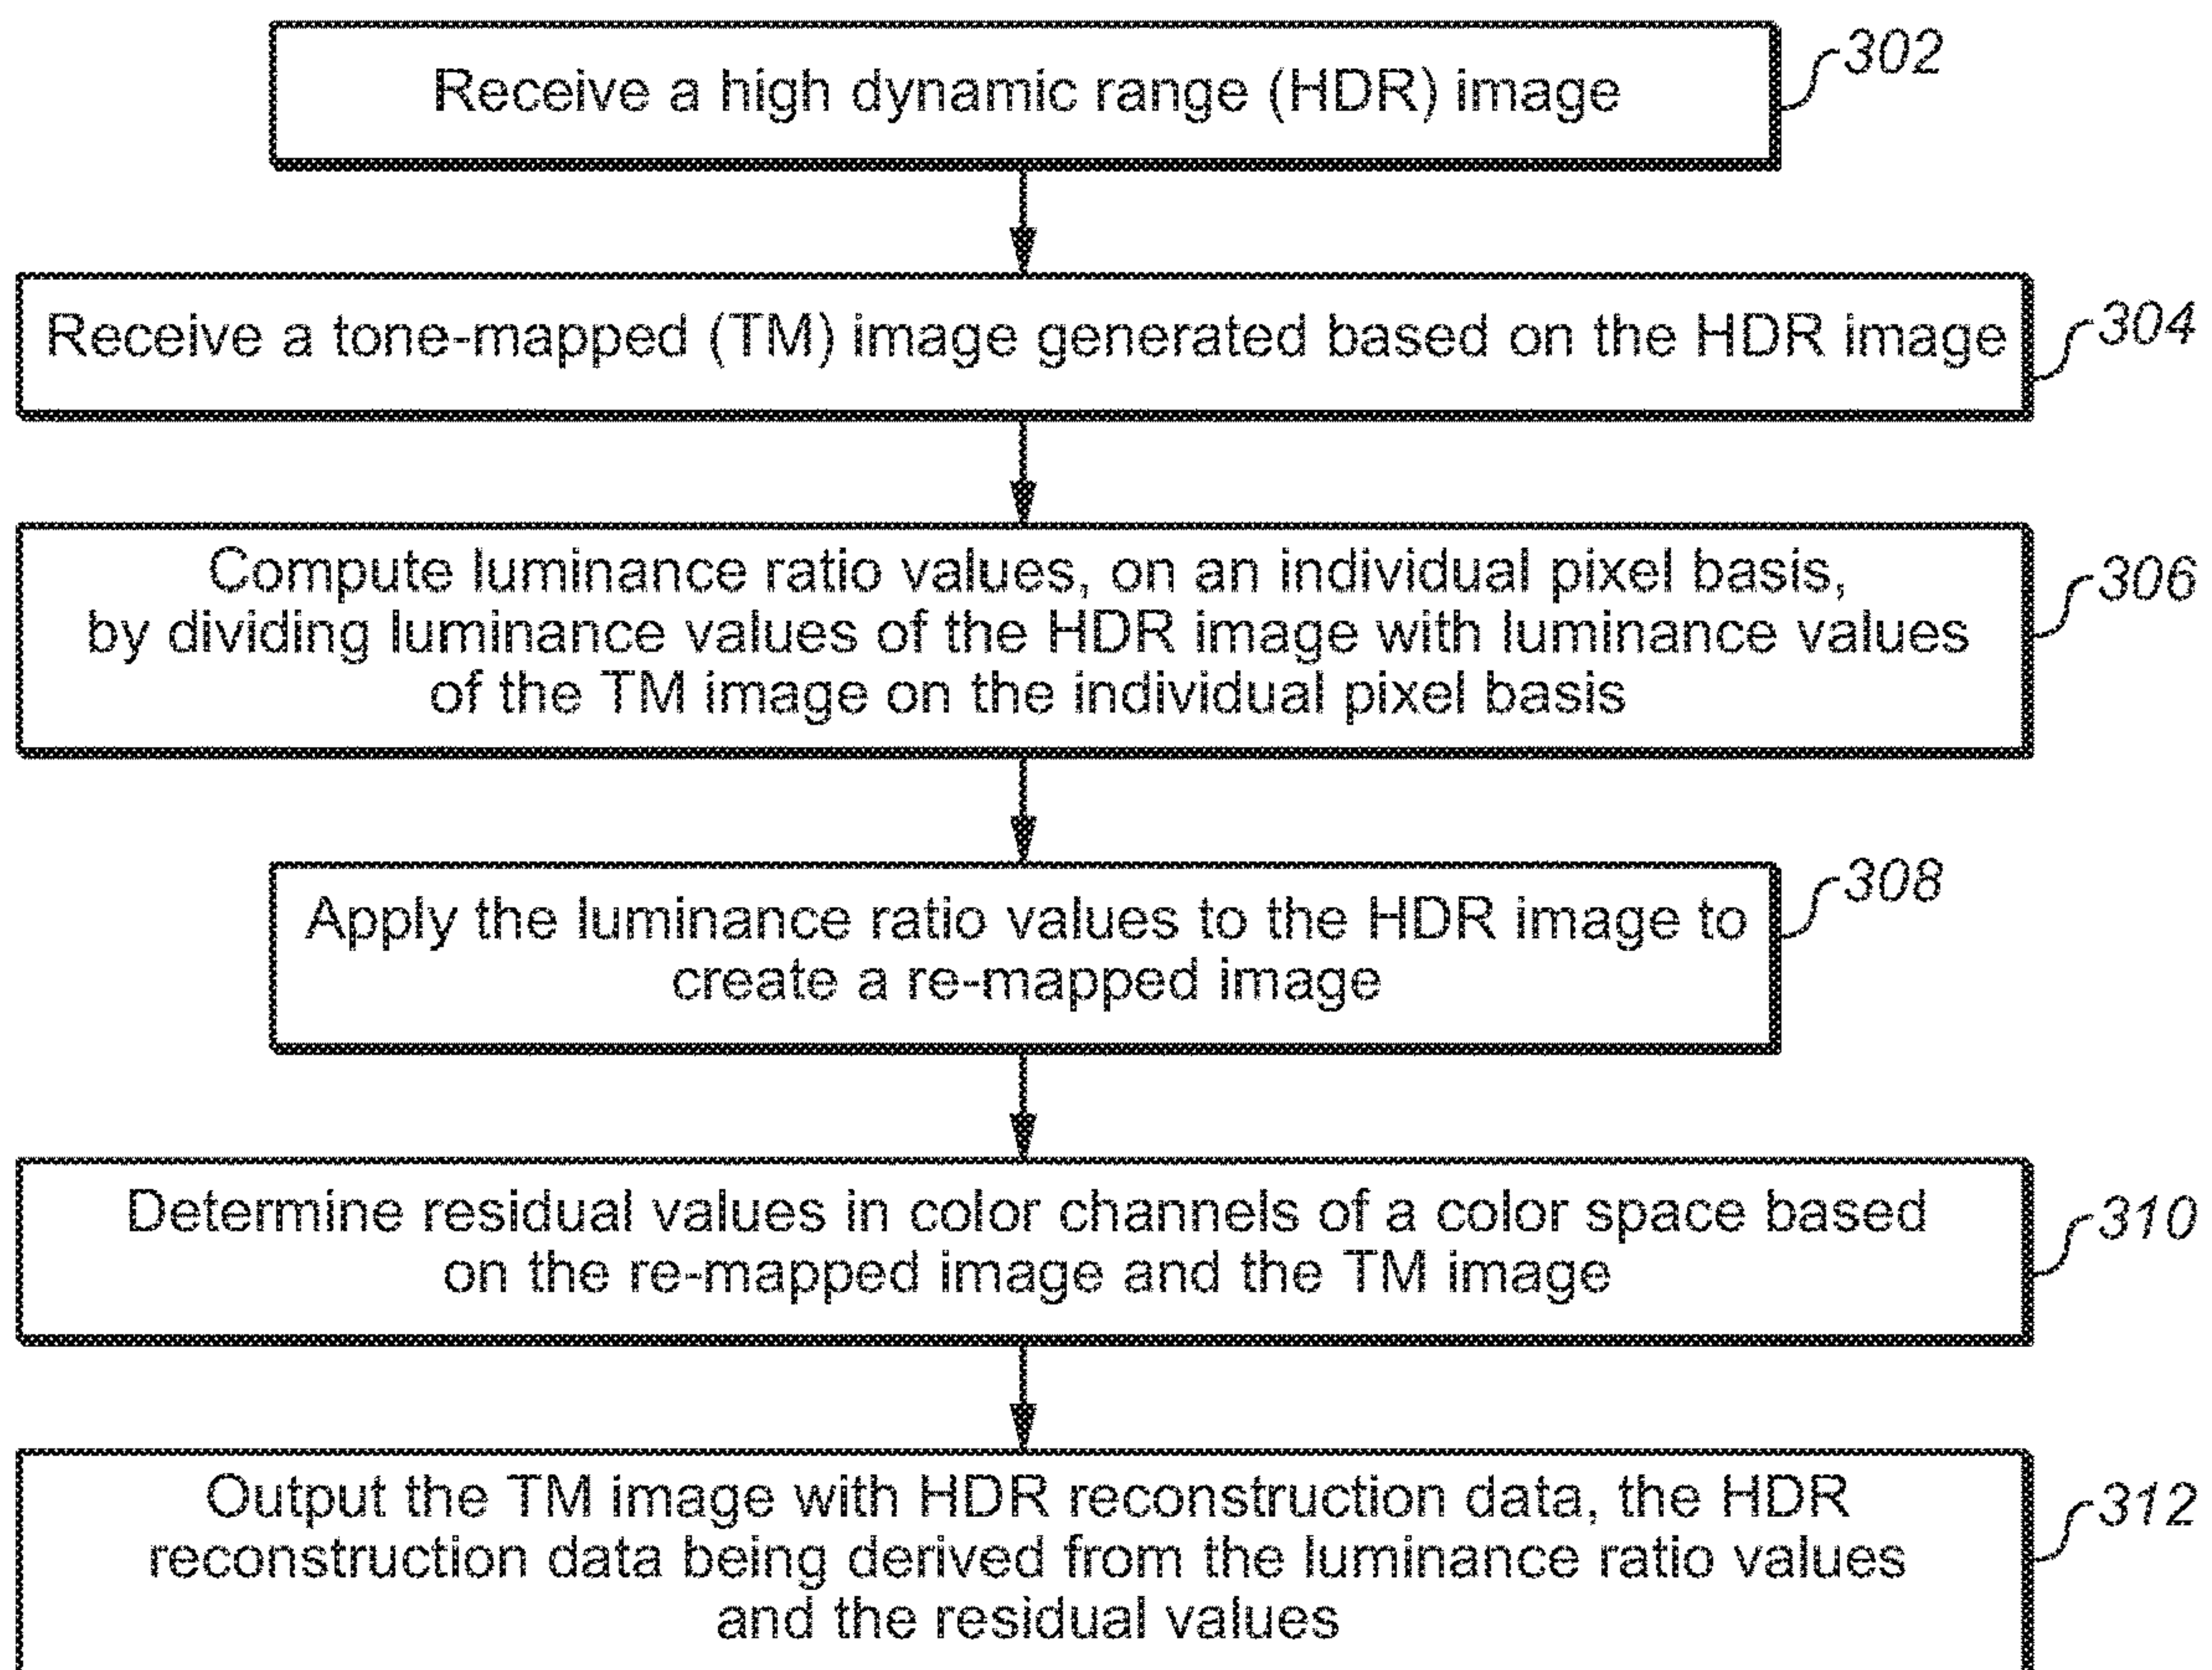 Receive a high dynamic range (HDR) image
302
Receive a tone-mapped (TM) image generated based on the HDR image
304
Compute luminance ratio values, on an individual pixel basis,
by dividing luminance values of the HDR image with luminance values
of the TM image on the individual pixel basis
306
Apply the luminance ratio values to the HDR image to
create a re-mapped image
308
Determine residual values in color channels of a color space based
on the re-mapped image and the TM image
310
Output the TM image with HDR reconstruction data, the HDR
reconstruction data being derived from the luminance ratio values
and the residual values
312